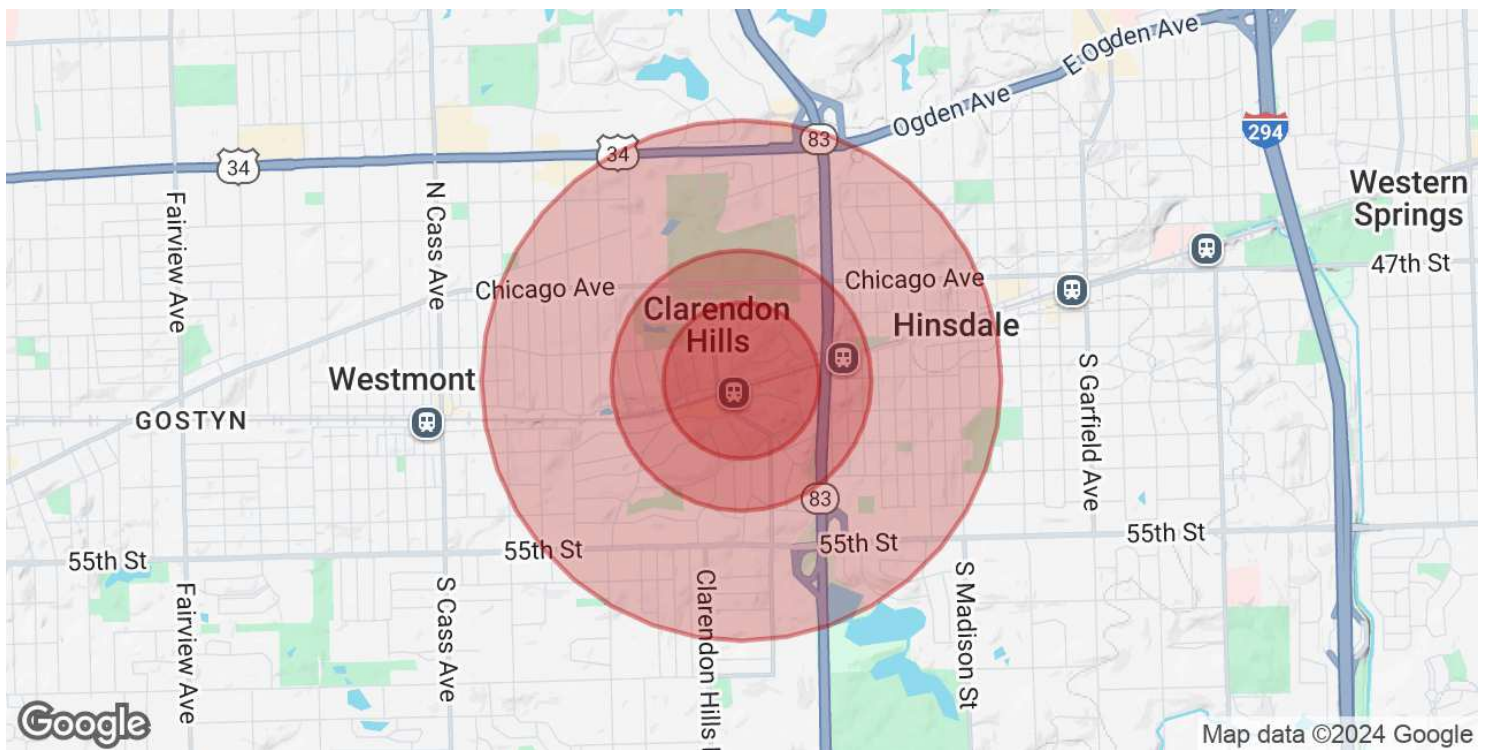 E Ogden Ave
Ogden Ave
83
34
34
294
Western
Springs
Fairview Ave
N Cass Ave
47th St
Chicago Ave
Chicago Ave
Clarendon
Hills
Hinsdale
Westmont
S Garfield Ave
GOSTYN
83
55th St
55th St
55th St
55th St
Fairview Ave
S Cass Ave
Clarendon Hills
S Madison St
Google
Map data ©2024 Google